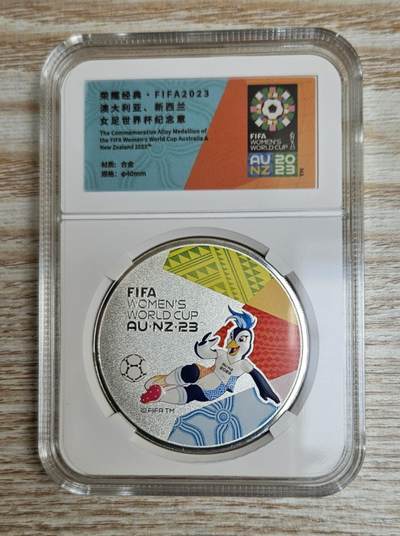 荣耀经典·FIFA2023
澳大利亚、新西兰
女足世界杯纪念章
The Commemorative Alloy Medallion of
the FIFA Women's World Cup Australia &
New Zealand 2023™
材质：合金
规格：φ40mm
FIFA
WOMEN'S
WORLD CUP
AU 20
NZ 23
FIFA
WOMEN'S
WORLD CUP
AU·NZ·23
©FIFA TM